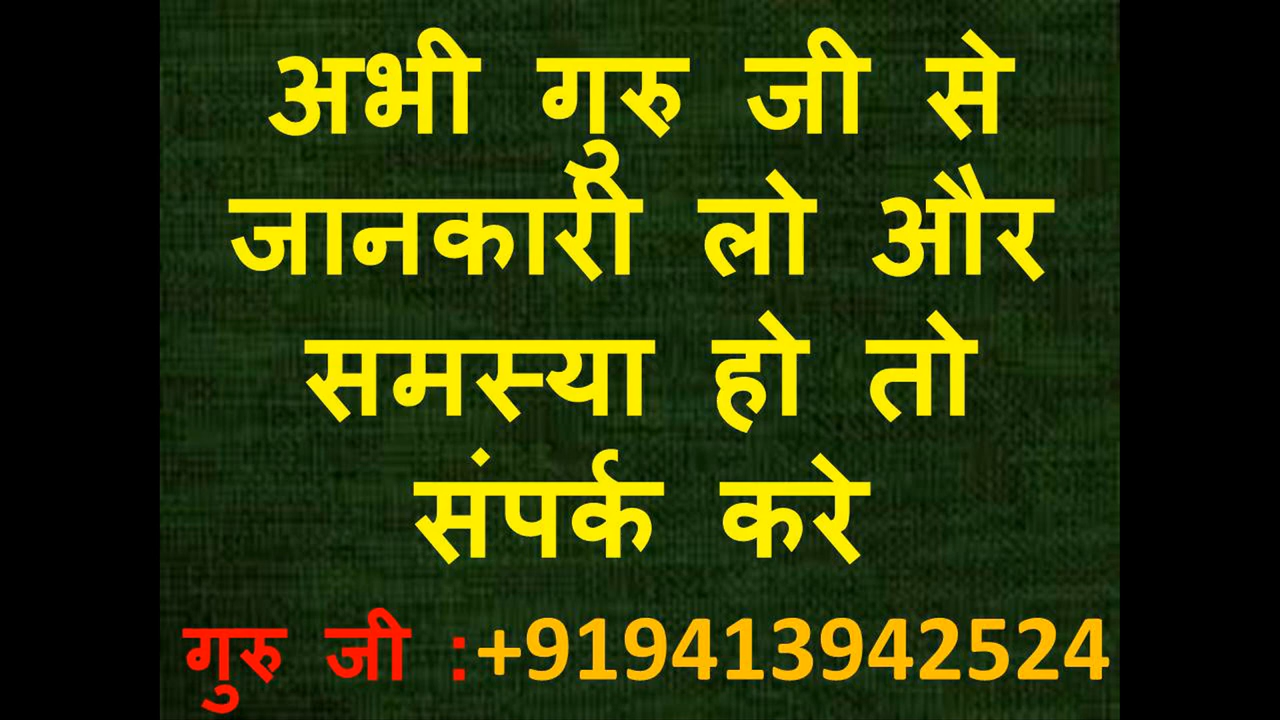 अभी गुरु जी से
जानकारी लो और
समस्या हो तो
संपर्क करे
गुरु जी :+919413942524